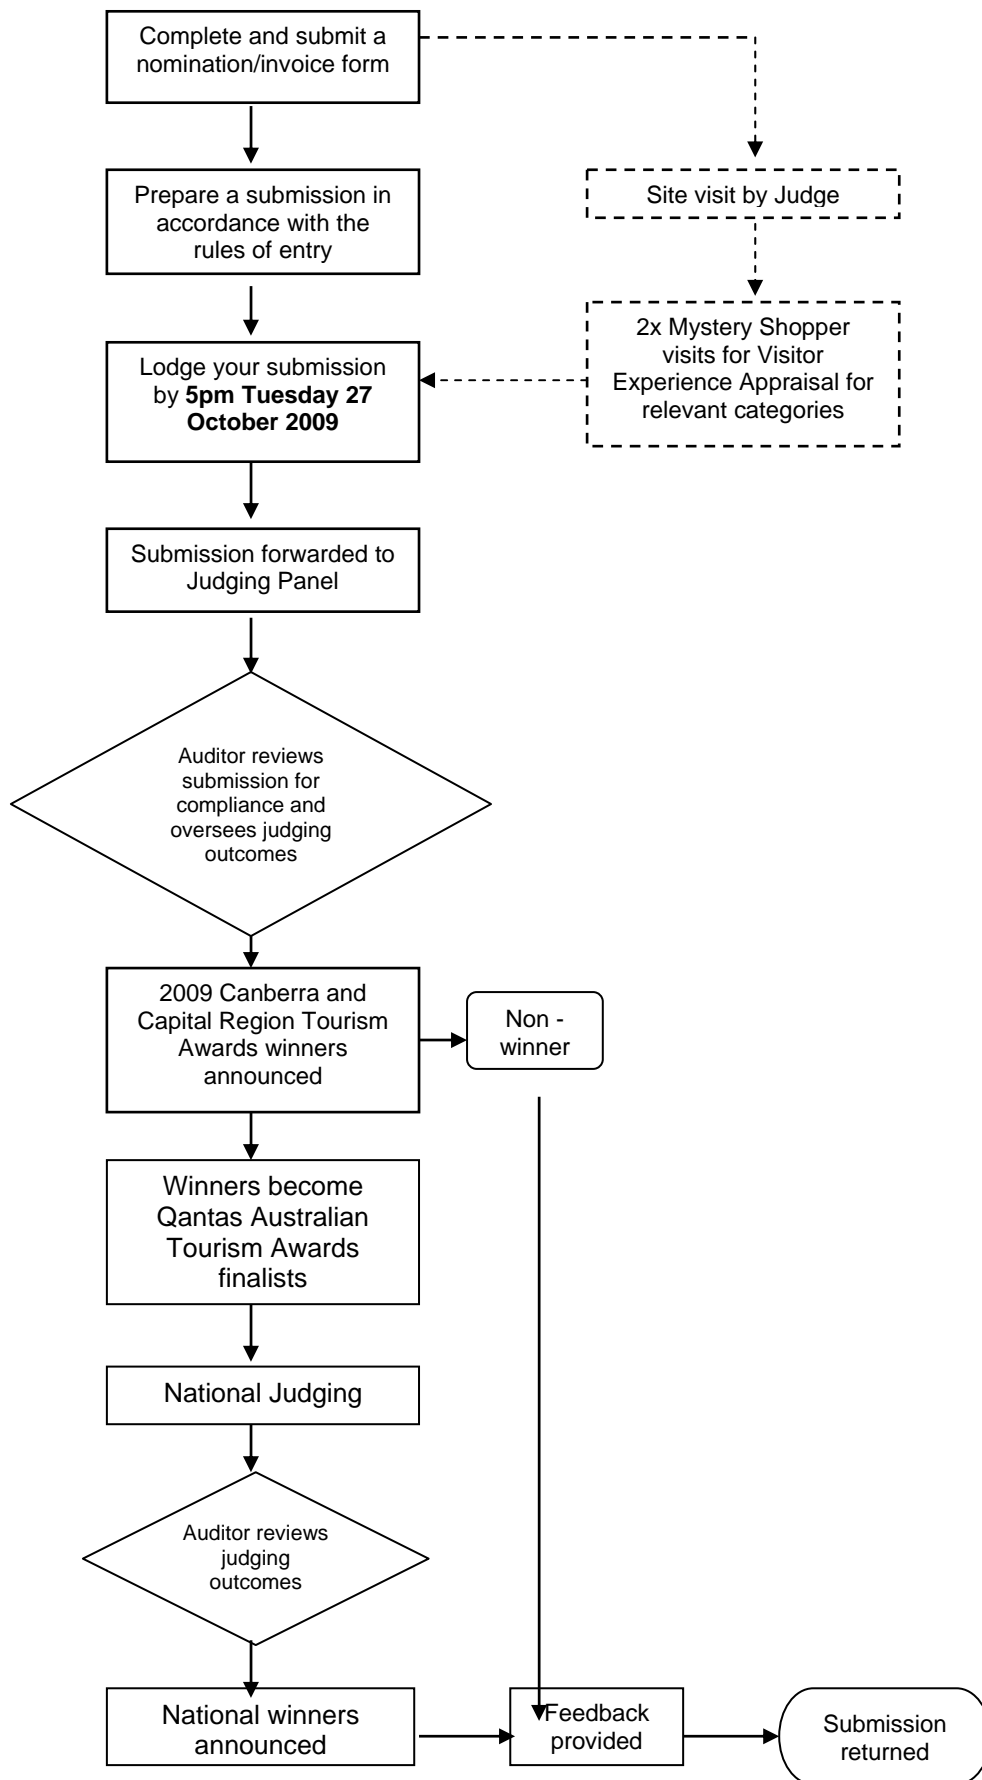 Complete and submit a
nomination/invoice form
Prepare a submission in
accordance with the
rules of entry
Site visit by Judge
Lodge your submission
by 5pm Tuesday 27
October 2009
2x Mystery Shopper
visits for Visitor
Experience Appraisal for
relevant categories
Submission forwarded to
Judging Panel
Auditor reviews
submission for
compliance and
oversees judging
outcomes
2009 Canberra and
Capital Region Tourism
Awards winners
announced
Non -
winner
Winners become
Qantas Australian
Tourism Awards
finalists
National Judging
Auditor reviews
judging
outcomes
National winners
announced
Feedback
provided
Submission
returned